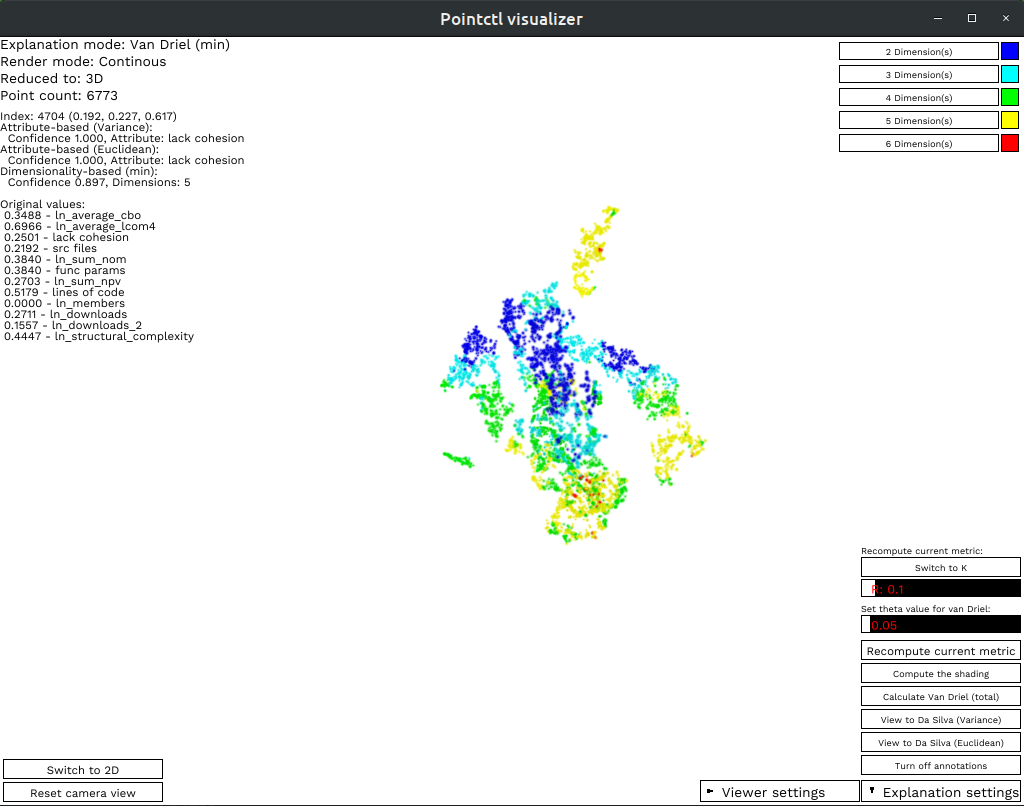 Pointctl visualizer
Explanation mode: Van Driel (min)
Render mode: Continous
Reduced to: 3D
Point count: 6773
Index: 4704 (0.192, 0.227, 0.617)
Attribute-based (Variance):
Confidence 1.000, Attribute: lack cohesion
Attribute-based (Euclidean):
Confidence 1.000, Attribute: lack cohesion
Dimensionality-based (min):
Confidence 0.897, Dimensions: 5
Original values:
0.3488 - ln_average_cbo
0.6966 - ln_average_lcom4
0.2501 - lack cohesion
0.2192 - src files
0.3840 - ln_sum_nom
0.3840 - func params
0.2703 - ln_sum_npv
0.5179 - lines of code
0.0000 - ln_members
0.2711 - ln_downloads
0.1557 - ln_downloads_2
0.4447 - ln_structural_complexity
2 Dimension(s)
3 Dimension(s)
4 Dimension(s)
5 Dimension(s)
6 Dimension(s)
Recompute current metric:
Switch to K
R: 0.1
Set theta value for van Driel:
0.05
Recompute current metric
Compute the shading
Calculate Van Driel (total)
View to Da Silva (Variance)
View to Da Silva (Euclidean)
Turn off annotations
Switch to 2D
Reset camera view
Viewer settings
Explanation settings